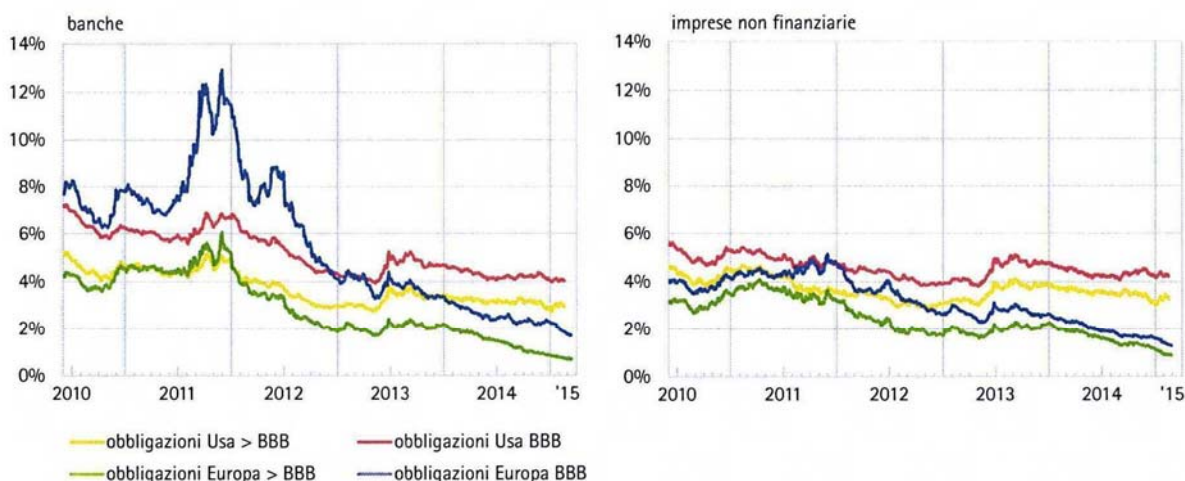 banche
14%
12%
10%
8%
6%
4%
2%
0%
2010 2011 2012 2013 2014 '15
imprese non finanziarie
14%
12%
10%
8%
6%
4%
2%
0%
2010 2011 2012 2013 2014 '15
obbligazioni Usa > BBB
obbligazioni Usa BBB
obbligazioni Europa > BBB
obbligazioni Europa BBB